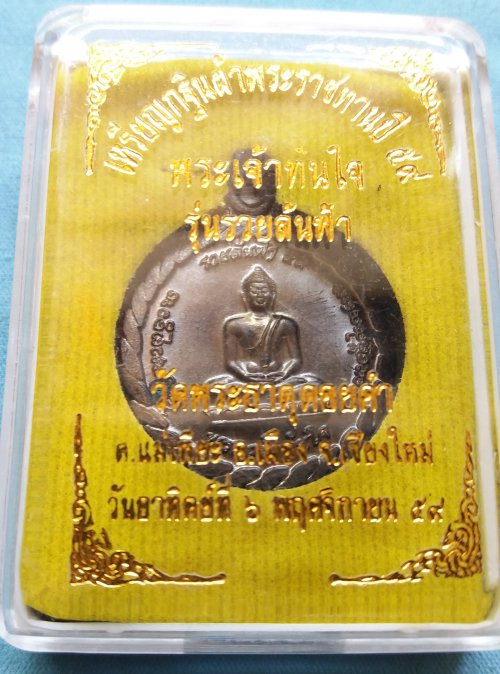 เหรียญกฐินผ้าพระราชทานปี ๕๙
พระเจ้าทันใจ
รุ่นรวยล้นฟ้า
วัดพระธาตุดอยคำ
ต.แม่เหียะ อ.เมือง จ.เชียงใหม่
วันอาทิตย์ที่ ๖ พฤศจิกายน ๕๙